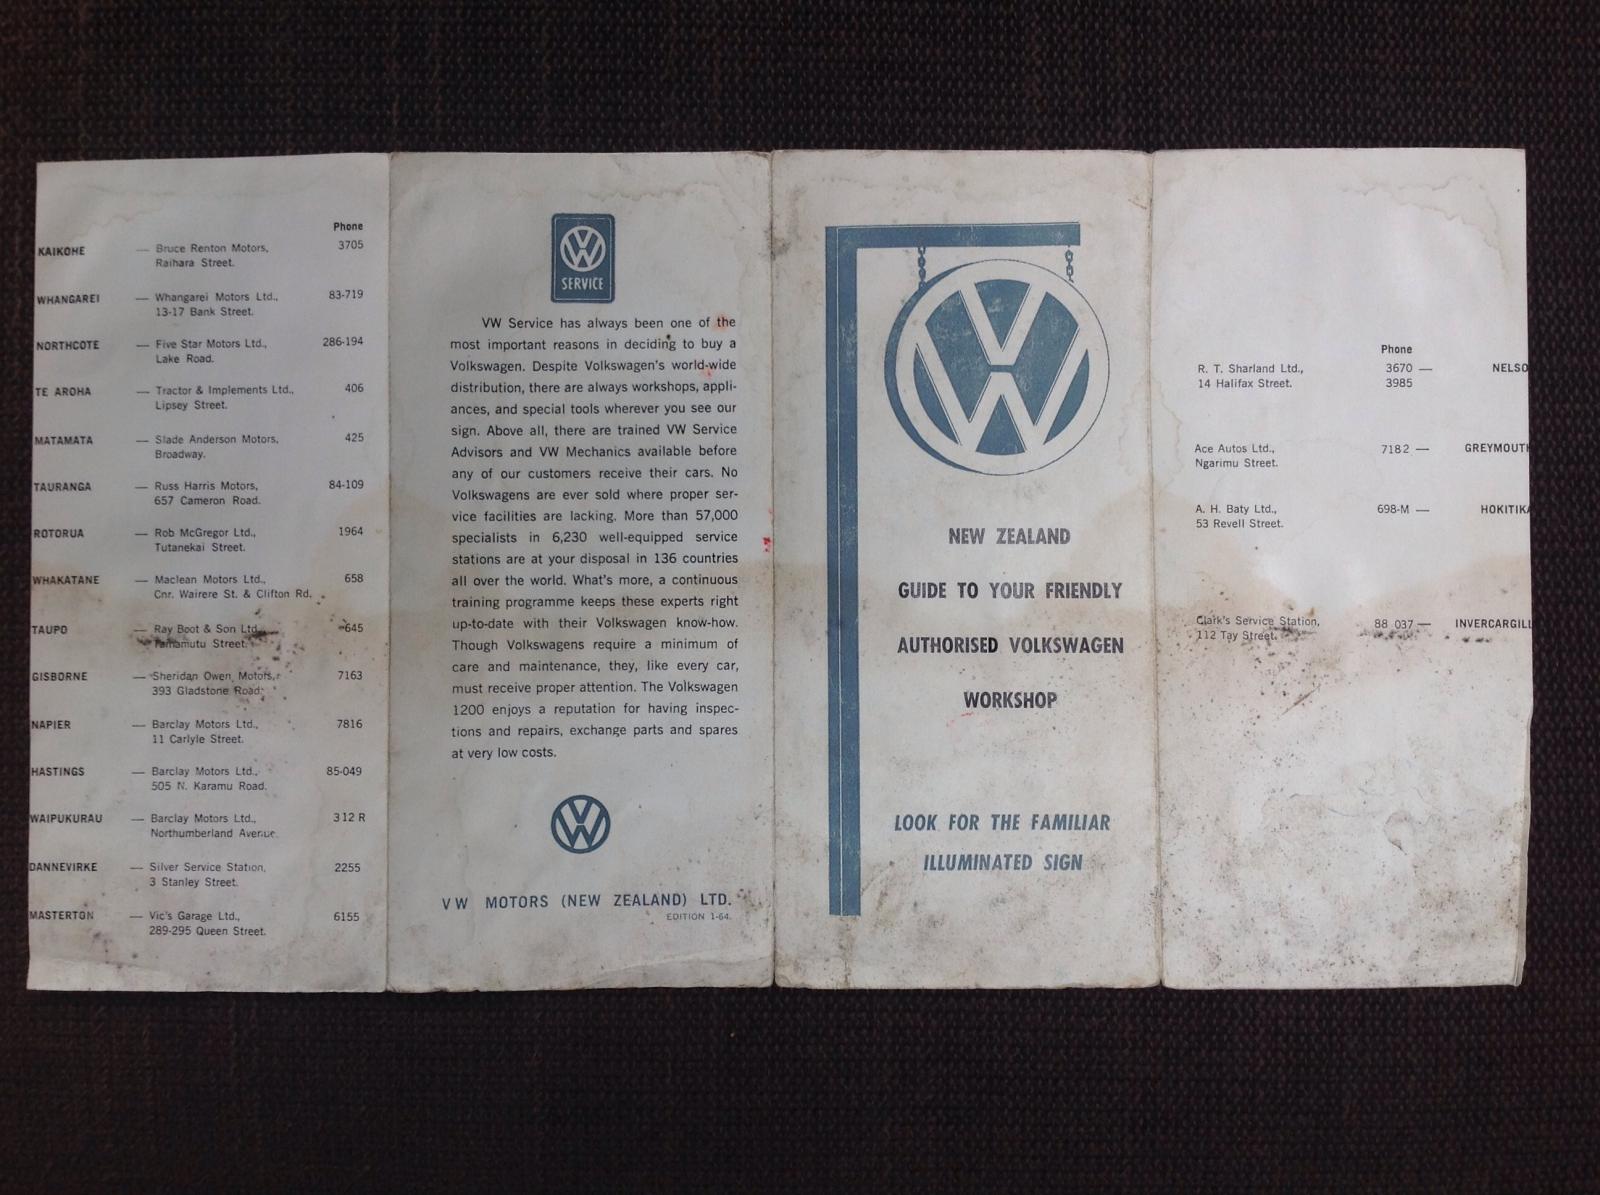 Phone
KAIKOHE — Bruce Renton Motors, 3705
Raihara Street.
WHANGAREI — Whangarei Motors Ltd., 83-719
13-17 Bank Street.
NORTHCOTE — Five Star Motors Ltd., 286-194
Lake Road.
TE AROHA — Tractor & Implements Ltd., 406
Lipsey Street.
MATAMATA — Slade Anderson Motors, 425
Broadway.
TAURANGA — Russ Harris Motors, 84-109
657 Cameron Road.
ROTORUA — Rob McGregor Ltd., 1964
Tutanekai Street.
WHAKATANE — Maclean Motors Ltd., 658
Cnr. Wairere St. & Clifton Rd.
TAUPO — Ray Boot & Son Ltd., 645
Tamamutu Street.
GISBORNE — Sheridan Owen Motors, 7163
393 Gladstone Road.
NAPIER — Barclay Motors Ltd., 7816
11 Carlyle Street.
HASTINGS — Barclay Motors Ltd., 85-049
505 N. Karamu Road.
WAIPUKURAU — Barclay Motors Ltd., 312 R
Northumberland Avenue.
DANNEVIRKE — Silver Service Station, 2255
3 Stanley Street.
MASTERTON — Vic's Garage Ltd., 6155
289-295 Queen Street.
VW
SERVICE
VW Service has always been one of the
most important reasons in deciding to buy a
Volkswagen. Despite Volkswagen's world-wide
distribution, there are always workshops, appli-
ances, and special tools wherever you see our
sign. Above all, there are trained VW Service
Advisors and VW Mechanics available before
any of our customers receive their cars. No
Volkswagens are ever sold where proper ser-
vice facilities are lacking. More than 57,000
specialists in 6,230 well-equipped service
stations are at your disposal in 136 countries
all over the world. What's more, a continuous
training programme keeps these experts right
up-to-date with their Volkswagen know-how.
Though Volkswagens require a minimum of
care and maintenance, they, like every car,
must receive proper attention. The Volkswagen
1200 enjoys a reputation for having inspec-
tions and repairs, exchange parts and spares
at very low costs.
VW
VW MOTORS (NEW ZEALAND) LTD.
EDITION 1-64.
VW
NEW ZEALAND
GUIDE TO YOUR FRIENDLY
AUTHORISED VOLKSWAGEN
WORKSHOP
LOOK FOR THE FAMILIAR
ILLUMINATED SIGN
Phone
R. T. Sharland Ltd., 3670 — NELSO
14 Halifax Street. 3985
Ace Autos Ltd., 7182 — GREYMOUTH
Ngarimu Street.
A. H. Baty Ltd., 698-M — HOKITIKA
53 Revell Street.
Clark's Service Station, 88 037 — INVERCARGILL
112 Tay Street.